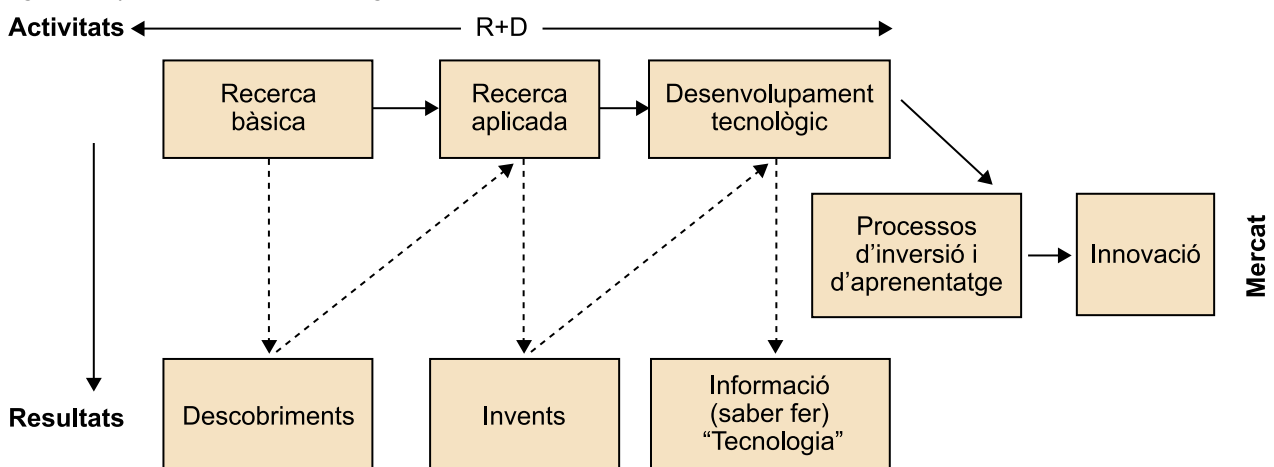 Activitats
R+D
Recerca
bàsica
Recerca
aplicada
Desenvolupament
tecnològic
Processos
d’inversió i
d’aprenentatge
Innovació
Mercat
Resultats
Descobriments
Invents
Informació
(saber fer)
“Tecnologia”